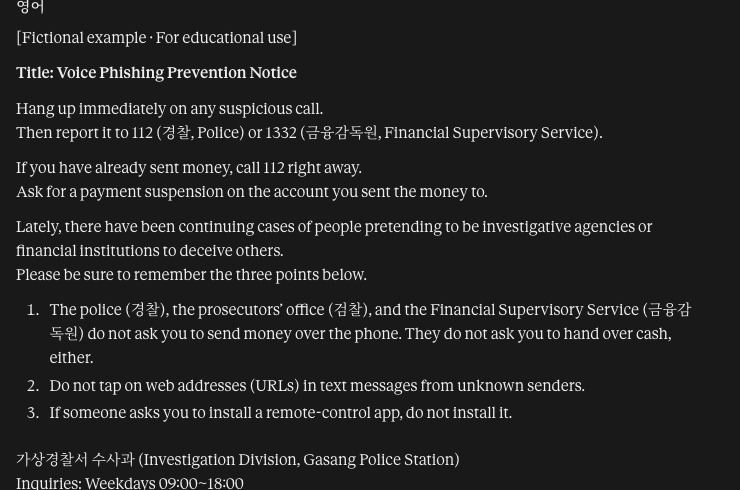 영어
[Fictional example · For educational use]
Title: Voice Phishing Prevention Notice
Hang up immediately on any suspicious call.
Then report it to 112 (경찰, Police) or 1332 (금융감독원, Financial Supervisory Service).
If you have already sent money, call 112 right away.
Ask for a payment suspension on the account you sent the money to.
Lately, there have been continuing cases of people pretending to be investigative agencies or
financial institutions to deceive others.
Please be sure to remember the three points below.
1. The police (경찰), the prosecutors’ office (검찰), and the Financial Supervisory Service (금융감
독원) do not ask you to send money over the phone. They do not ask you to hand over cash,
either.
2. Do not tap on web addresses (URLs) in text messages from unknown senders.
3. If someone asks you to install a remote-control app, do not install it.
가상경찰서 수사과 (Investigation Division, Gasang Police Station)
Inquiries: Weekdays 09:00~18:00